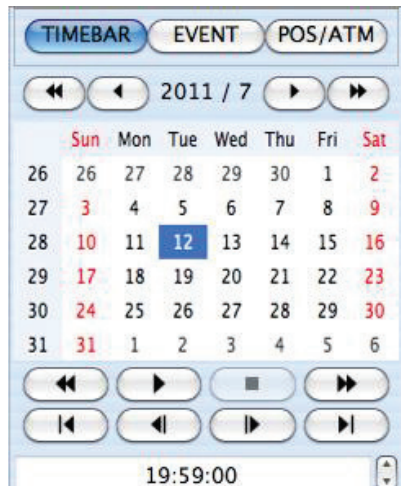 TIMEBAR EVENT POS/ATM
2011 / 7
Sun Mon Tue Wed Thu Fri Sat
26 26 27 28 29 30 1 2
27 3 4 5 6 7 8 9
28 10 11 12 13 14 15 16
29 17 18 19 20 21 22 23
30 24 25 26 27 28 29 30
31 31 1 2 3 4 5 6
19:59:00